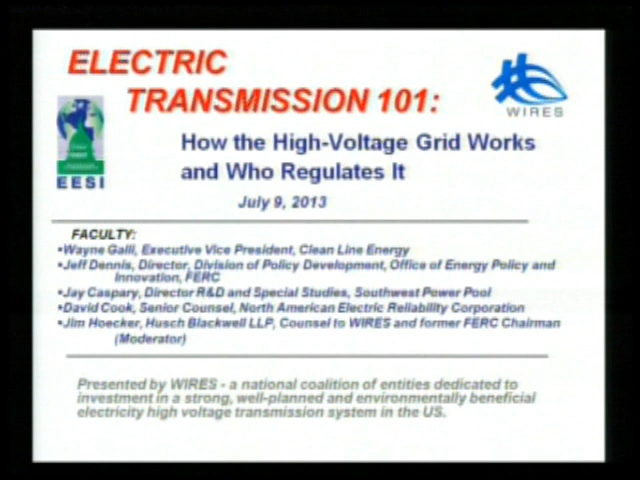 ELECTRIC
TRANSMISSION 101:
WIRES
EESI
How the High-Voltage Grid Works
and Who Regulates It
July 9, 2013
FACULTY:
•Wayne Galli, Executive Vice President, Clean Line Energy
•Jeff Dennis, Director, Division of Policy Development, Office of Energy Policy and
Innovation, FERC
•Jay Caspary, Director R&D and Special Studies, Southwest Power Pool
•David Cook, Senior Counsel, North American Electric Reliability Corporation
•Jim Hoecker, Husch Blackwell LLP, Counsel to WIRES and former FERC Chairman
(Moderator)
Presented by WIRES - a national coalition of entities dedicated to
investment in a strong, well-planned and environmentally beneficial
electricity high voltage transmission system in the US.